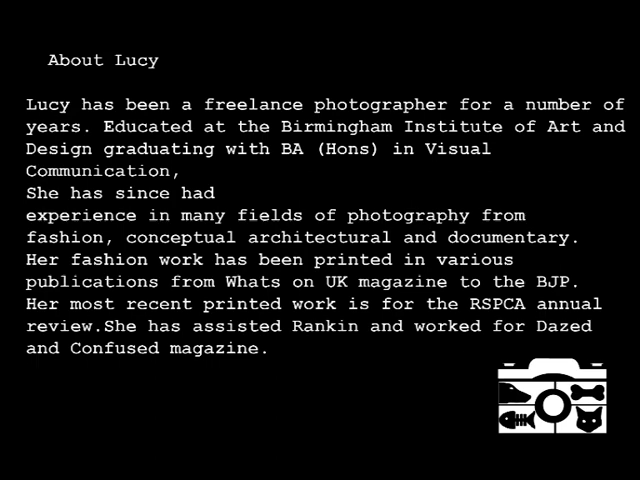 About Lucy
Lucy has been a freelance photographer for a number of
years. Educated at the Birmingham Institute of Art and
Design graduating with BA (Hons) in Visual
Communication,
She has since had
experience in many fields of photography from
fashion, conceptual architectural and documentary.
Her fashion work has been printed in various
publications from Whats on UK magazine to the BJP.
Her most recent printed work is for the RSPCA annual
review.She has assisted Rankin and worked for Dazed
and Confused magazine.